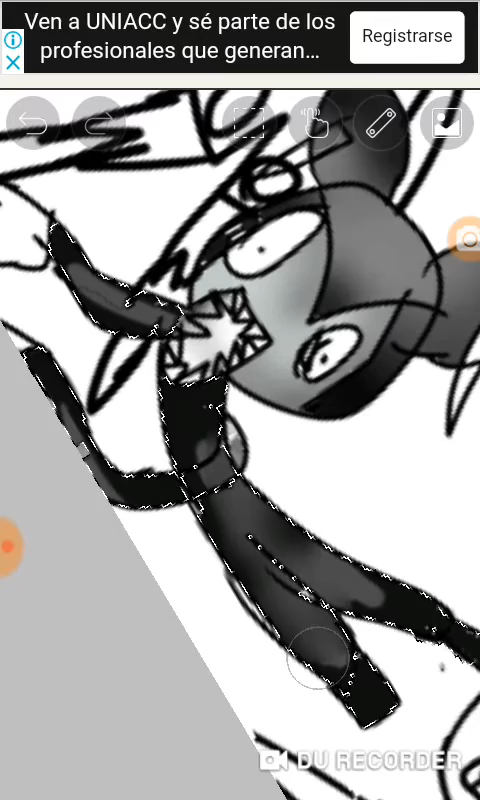 Ven a UNIACC y sé parte de los
profesionales que generan...
Registrarse
DU RECORDER